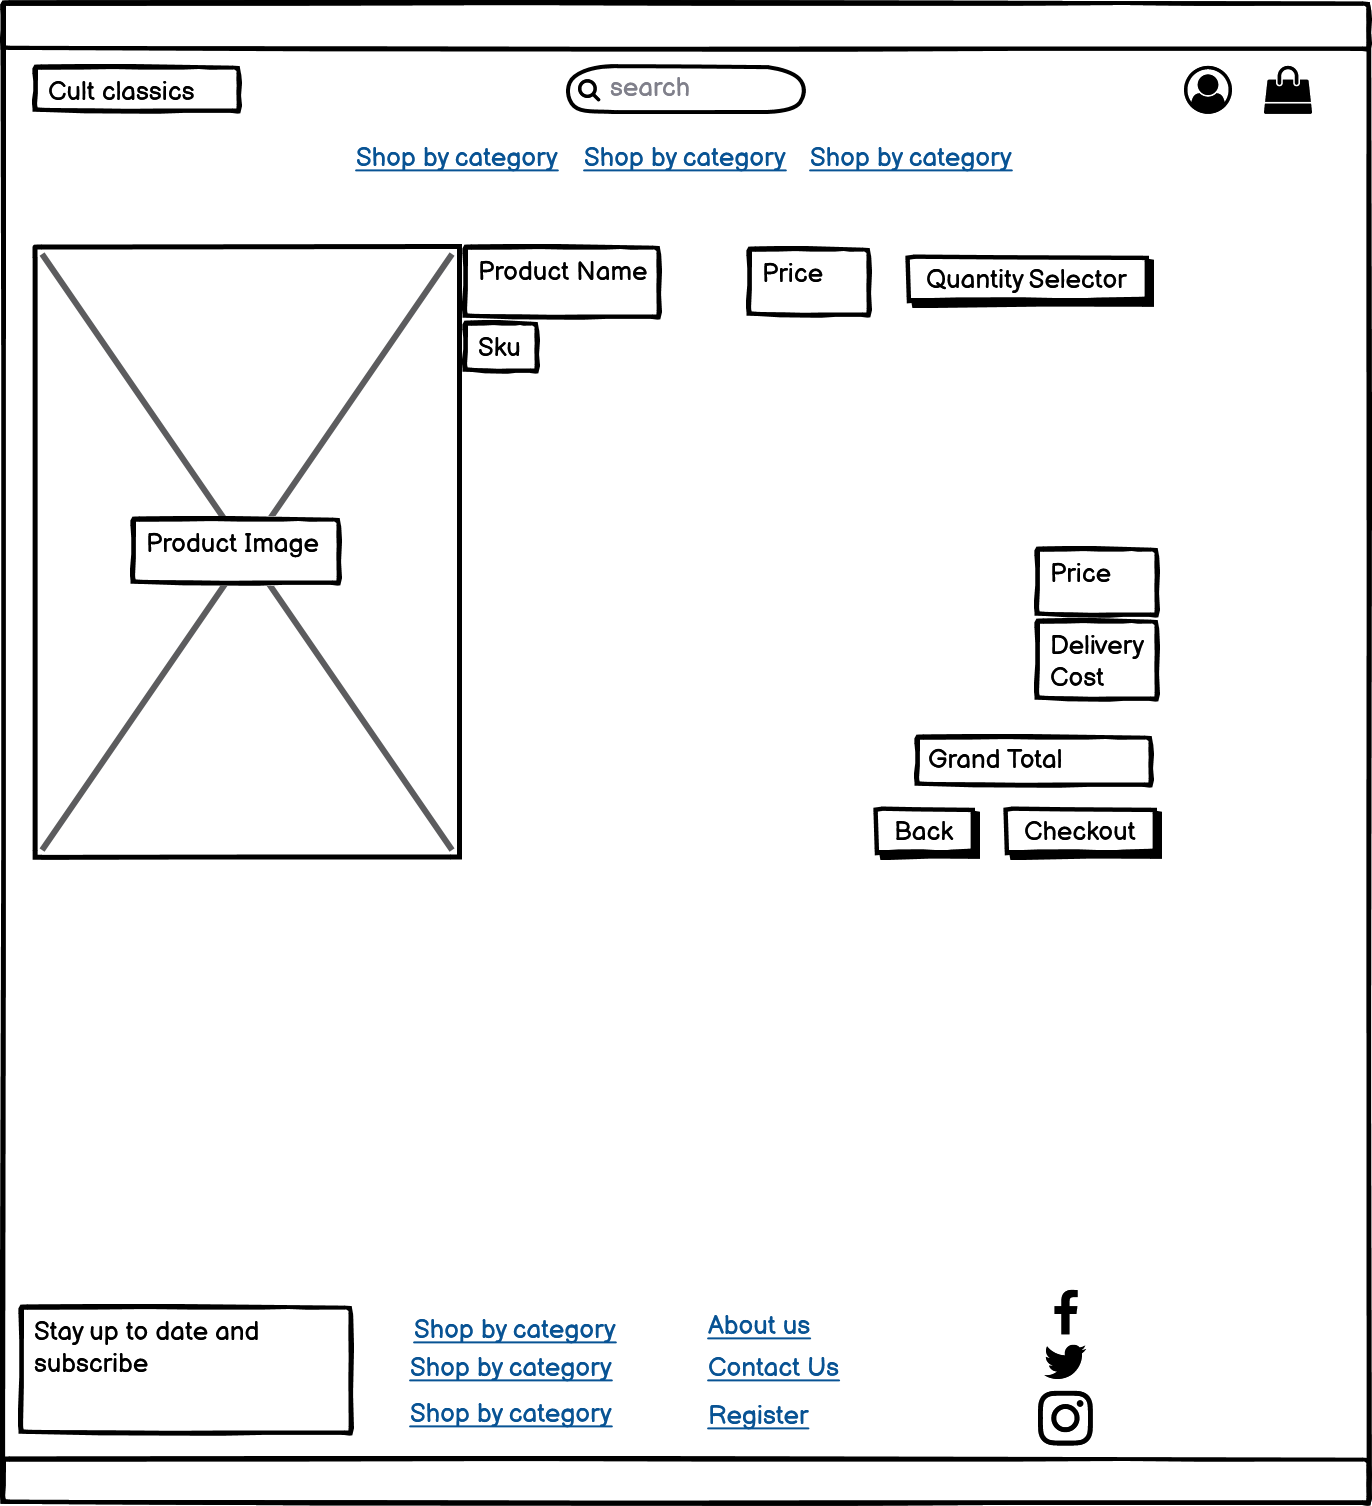 Cult classics
search
Shop by category Shop by category Shop by category
Product Name
Price
Quantity Selector
Sku
Product Image
Price
Delivery
Cost
Grand Total
Back
Checkout
Stay up to date and
subscribe
Shop by category
Shop by category
Shop by category
About us
Contact Us
Register